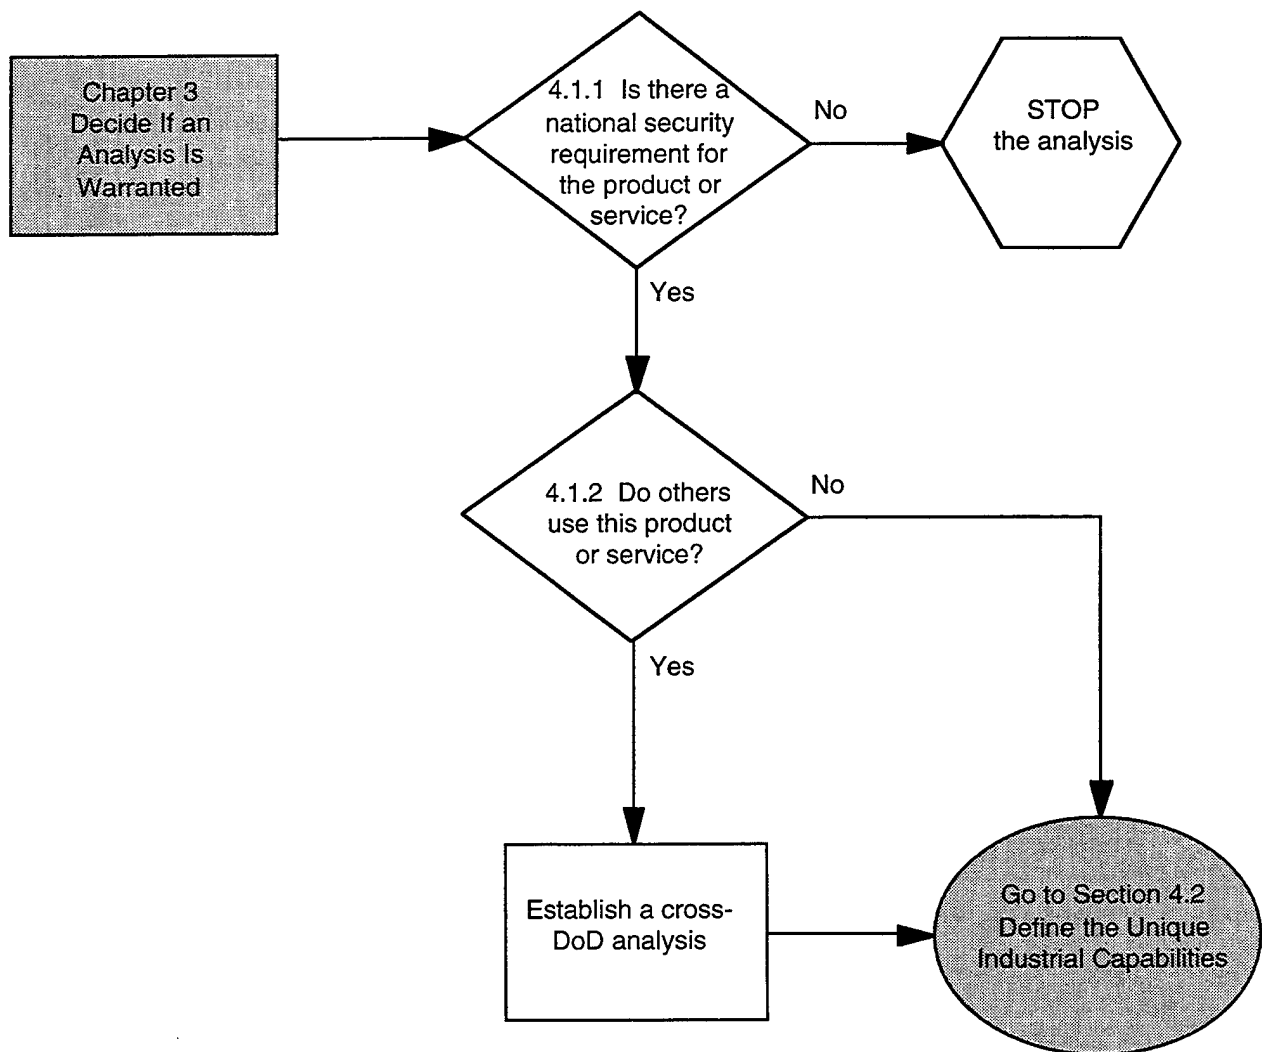 Chapter 3
Decide If an
Analysis Is
Warranted
4.1.1 Is there a
national security
requirement for
the product or
service?
No
STOP
the analysis
Yes
4.1.2 Do others
use this product
or service?
No
Yes
Establish a cross-
DoD analysis
Go to Section 4.2
Define the Unique
Industrial Capabilities